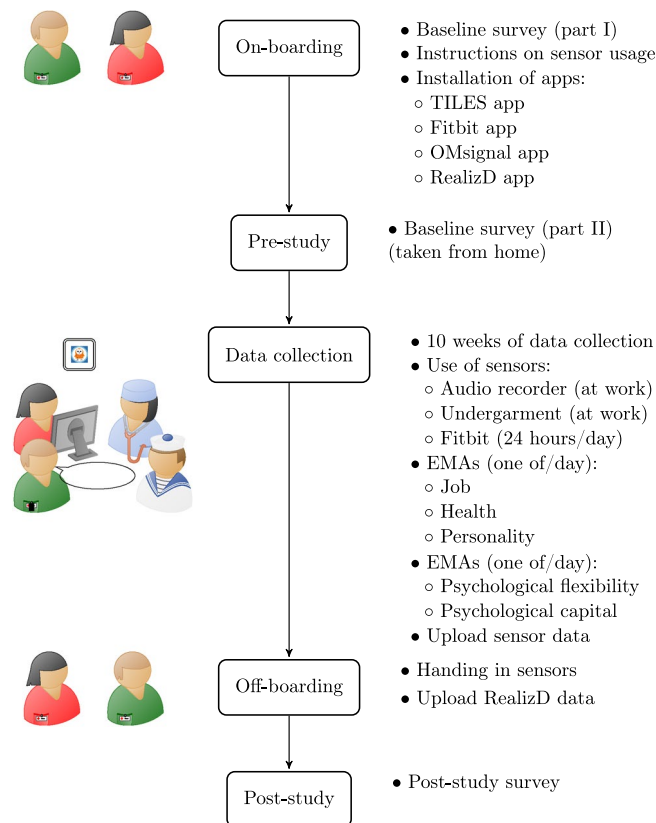 On-boarding
• Baseline survey (part I)
• Instructions on sensor usage
• Installation of apps:
◦ TILES app
◦ Fitbit app
◦ OMsignal app
◦ RealizD app
Pre-study
• Baseline survey (part II)
(taken from home)
Data collection
• 10 weeks of data collection
• Use of sensors:
◦ Audio recorder (at work)
◦ Undergarment (at work)
◦ Fitbit (24 hours/day)
• EMAs (one of/day):
◦ Job
◦ Health
◦ Personality
• EMAs (one of/day):
◦ Psychological flexibility
◦ Psychological capital
• Upload sensor data
Off-boarding
• Handing in sensors
• Upload RealizD data
Post-study
• Post-study survey